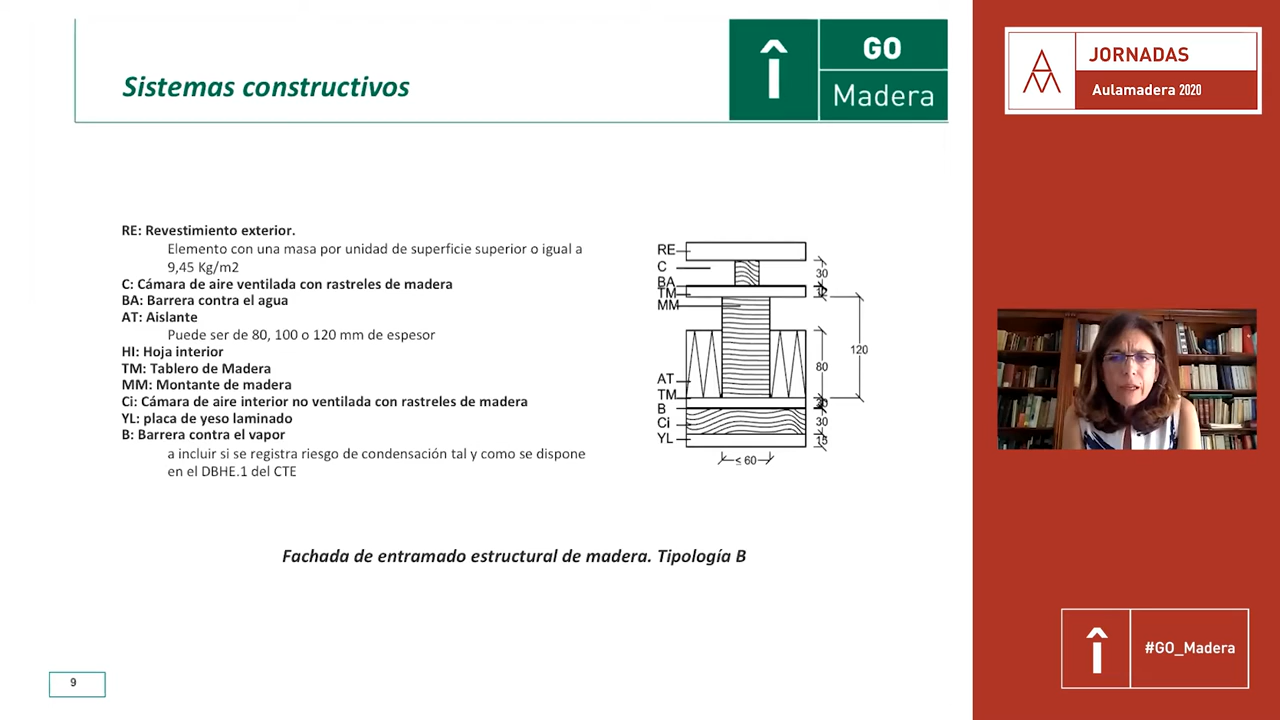 Sistemas constructivos
GO
Madera
JORNADAS
Aulamadera 2020
RE: Revestimiento exterior.
Elemento con una masa por unidad de superficie superior o igual a
9,45 Kg/m2
C: Cámara de aire ventilada con rastreles de madera
BA: Barrera contra el agua
AT: Aislante
Puede ser de 80, 100 o 120 mm de espesor
HI: Hoja interior
TM: Tablero de Madera
MM: Montante de madera
Ci: Cámara de aire interior no ventilada con rastreles de madera
YL: placa de yeso laminado
B: Barrera contra el vapor
a incluir si se registra riesgo de condensación tal y como se dispone
en el DBHE.1 del CTE
RE
C
BA
TM
MM
AT
TM
B
Ci
YL
30
120
80
30
15
≤ 60
Fachada de entramado estructural de madera. Tipología B
9
#GO_Madera